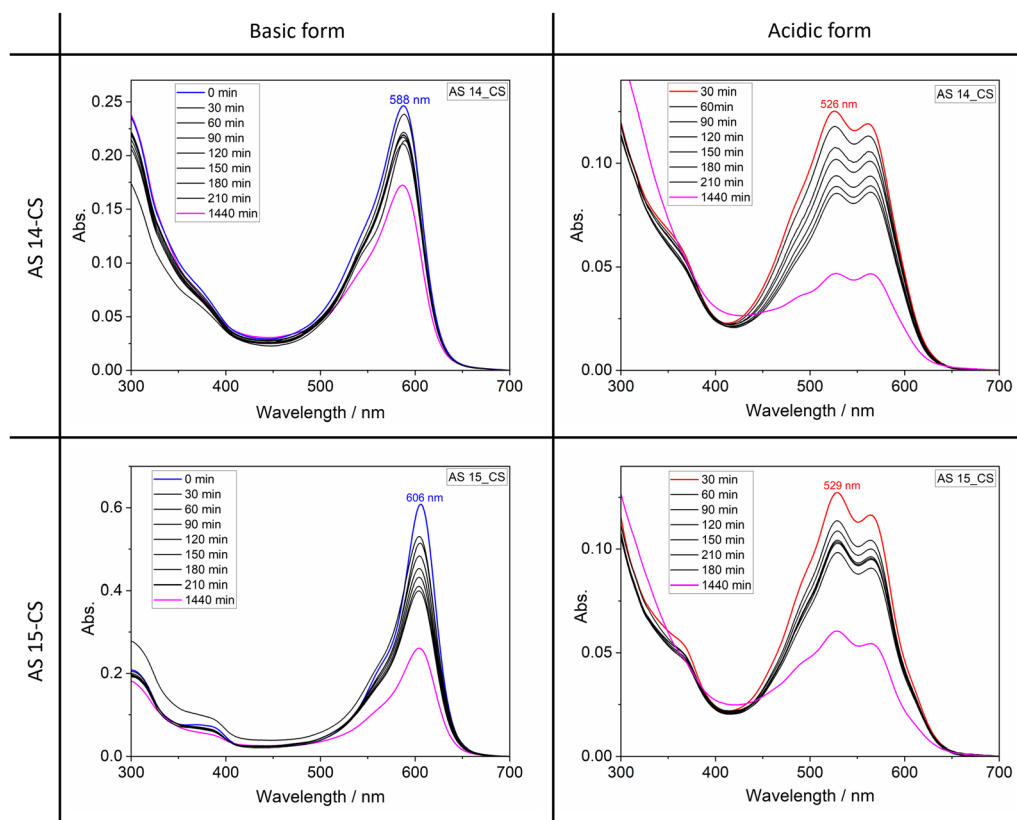 Basic form
Acidic form
AS 14-CS
0 min
30 min
60 min
90 min
120 min
150 min
180 min
210 min
1440 min
588 nm
AS 14_CS
0.25
0.20
0.15
0.10
0.05
0.00
Abs.
300 400 500 600 700
Wavelength / nm
30 min
60min
90 min
120 min
150 min
180 min
210 min
1440 min
526 nm
AS 14_CS
0.10
0.05
0.00
Abs.
300 400 500 600 700
Wavelength / nm
AS 15-CS
0 min
30 min
60 min
90 min
120 min
150 min
180 min
210 min
1440 min
606 nm
AS 15_CS
0.6
0.4
0.2
0.0
Abs.
300 400 500 600 700
Wavelength / nm
30 min
60 min
90 min
120 min
150 min
210 min
180 min
1440 min
529 nm
AS 15_CS
0.10
0.05
0.00
Abs.
300 400 500 600 700
Wavelength / nm